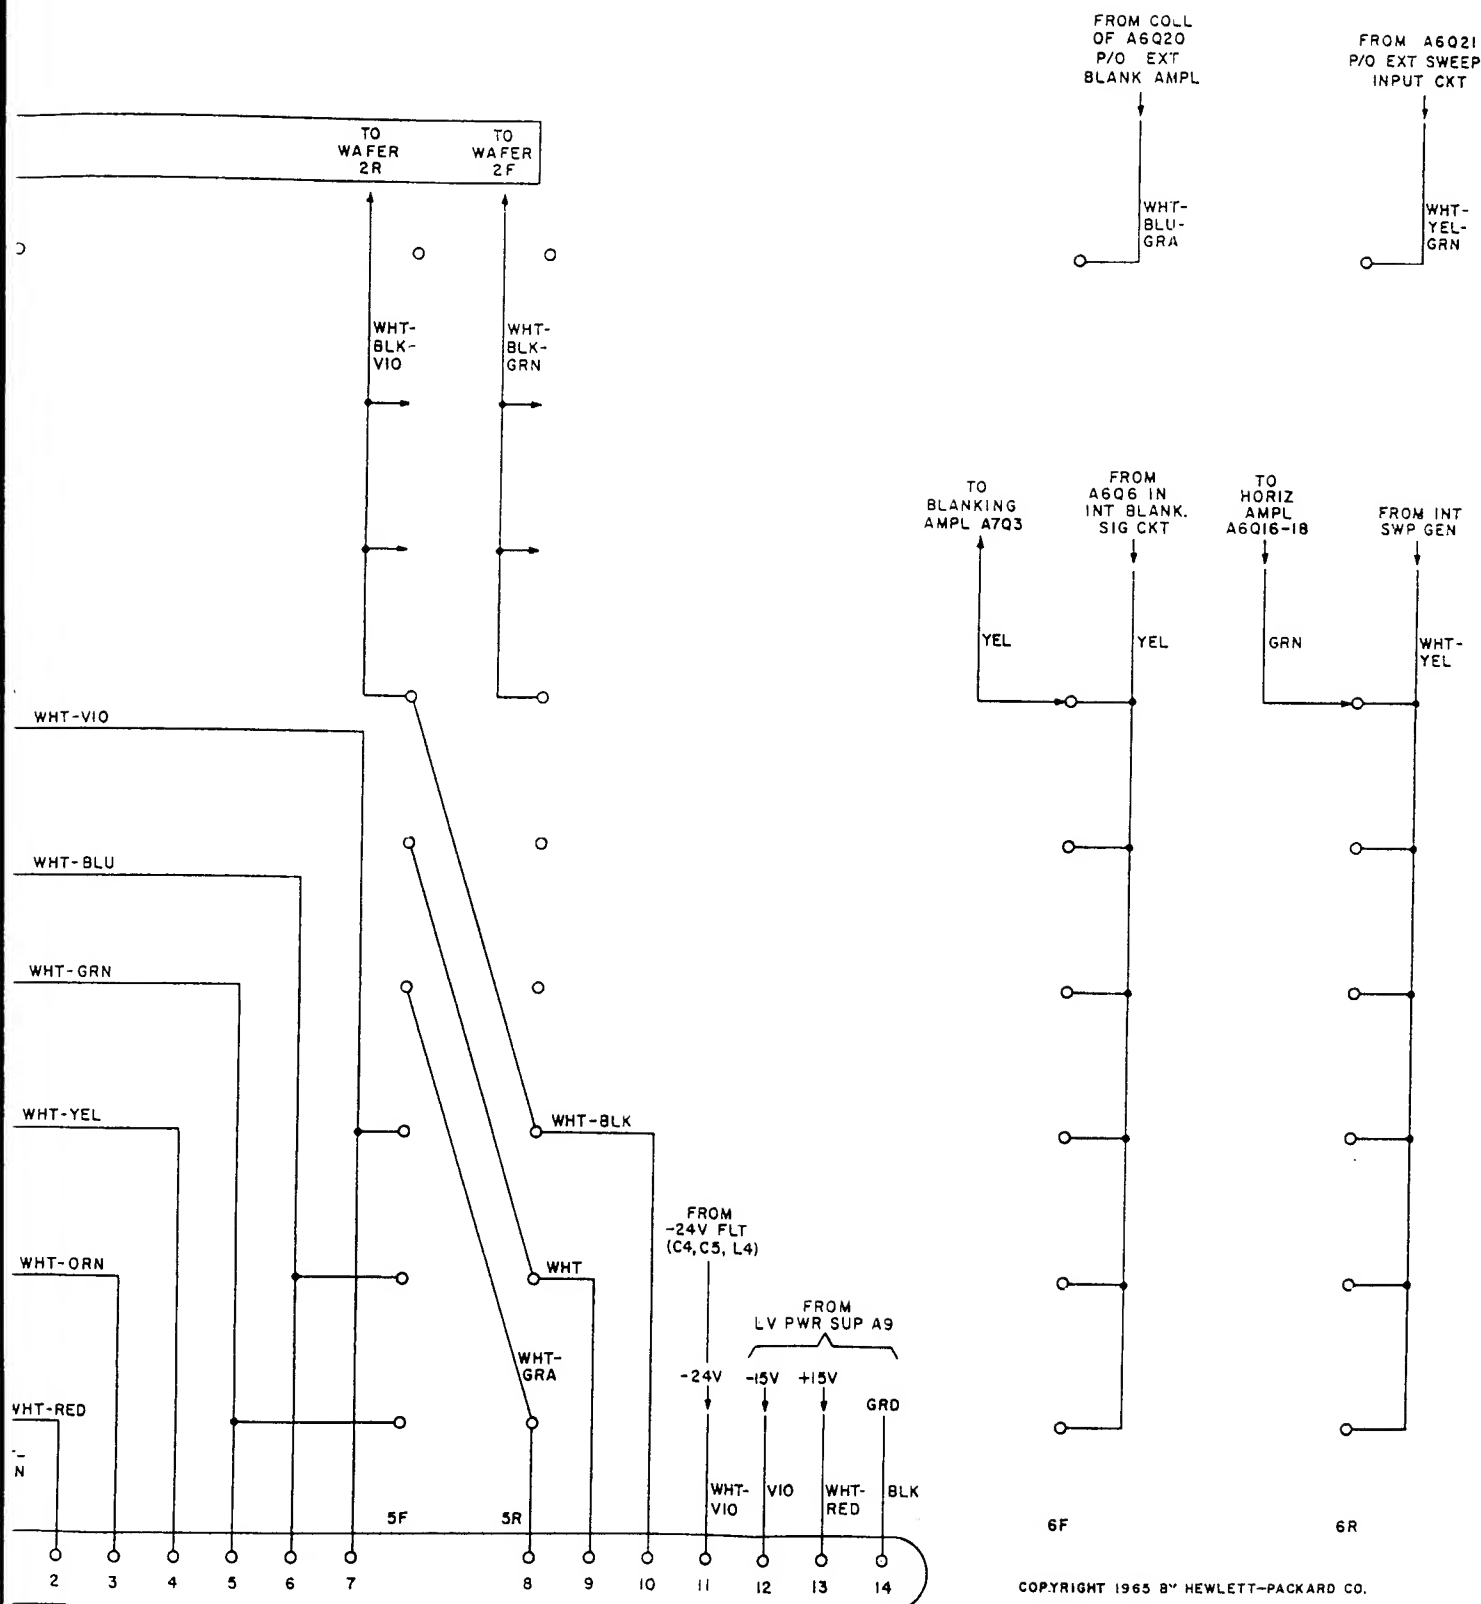 FROM COLL
OF A6Q20
P/O EXT
BLANK AMPL
FROM A6Q21
P/O EXT SWEEP
INPUT CKT
TO
WAFER
2R
TO
WAFER
2F
WHT-
BLU-
GRA
WHT-
YEL-
GRN
WHT-
BLK-
VIO
WHT-
BLK-
GRN
TO
BLANKING
AMPL A7Q3
FROM
A6Q6 IN
INT BLANK.
SIG CKT
TO
HORIZ
AMPL
A6Q16-18
FROM INT
SWP GEN
YEL
YEL
GRN
WHT-
YEL
WHT-VIO
WHT-BLU
WHT-GRN
WHT-YEL
WHT-BLK
WHT-ORN
WHT
FROM
-24V FLT
(C4, C5, L4)
FROM
LV PWR SUP A9
WHT-
GRA
-24V
-15V
+15V
GRD
WHT-RED
-
N
WHT-
VIO
VIO
WHT-
RED
BLK
5F
5R
6F
6R
2 3 4 5 6 7 8 9 10 11 12 13 14
COPYRIGHT 1965 BY HEWLETT-PACKARD CO.